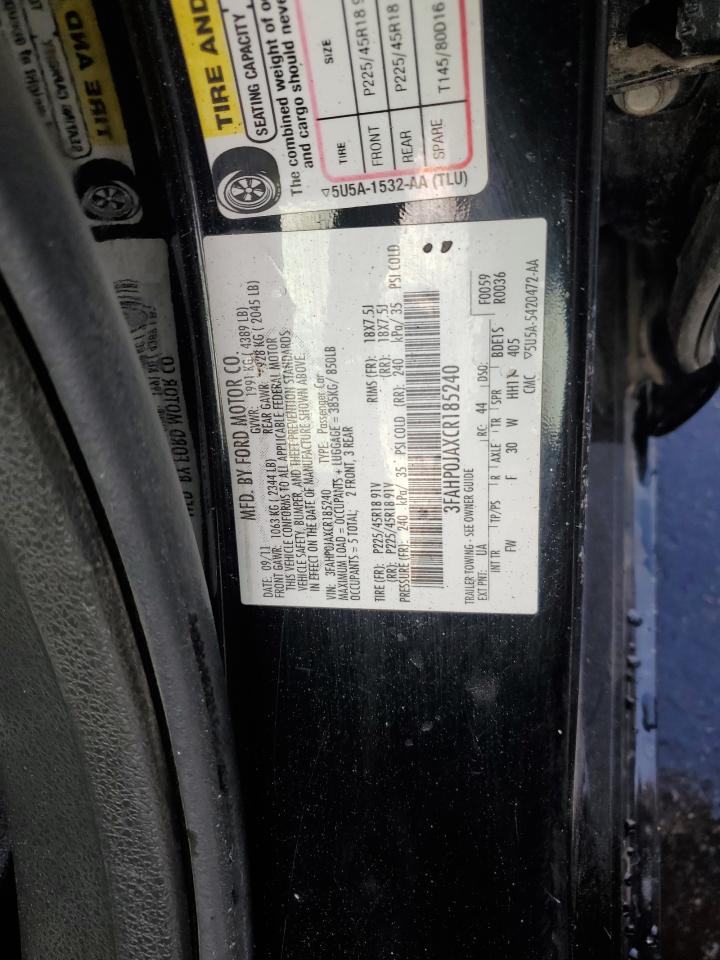 TIRE AND
SEATING CAPACITY
The combined weight of oc
and cargo should neve
TIRE SIZE
FRONT P225/45R18 9
REAR P225/45R18
SPARE T145/80D16
5U5A-1532-AA (TLU)
MFD. BY FORD MOTOR CO.
DATE: 09/11 GVWR: 1991 KG ( 4389 LB)
FRONT GAWR: 1063 KG ( 2344 LB) REAR GAWR: 928 KG ( 2045 LB)
THIS VEHICLE CONFORMS TO ALL APPLICABLE FEDERAL MOTOR
VEHICLE SAFETY, BUMPER, AND THEFT PREVENTION STANDARDS
IN EFFECT ON THE DATE OF MANUFACTURE SHOWN ABOVE.
VIN: 3FAHP0JAXCR185240 TYPE: Passenger Car
MAXIMUM LOAD = OCCUPANTS + LUGGAGE = 385KG/ 850LB
OCCUPANTS = 5 TOTAL; 2 FRONT, 3 REAR
TIRE (FR): P225/45R18 91V RIMS (FR): 18X7.5J
(RR): P225/45R18 91V (RR): 18X7.5J
PRESSURE (FR): 240 kPa/ 35 PSI COLD (RR): 240 kPa/ 35 PSI COLD
3FAHP0JAXCR185240
F0059
R0036
TRAILER TOWING - SEE OWNER GUIDE
EXT PNT: UA RC: 44 DSO:
INT TR TP/PS R AXLE TR SPR BDEIS
FW F 30 W HH11 405
CMC 5U5A-5420472-AA